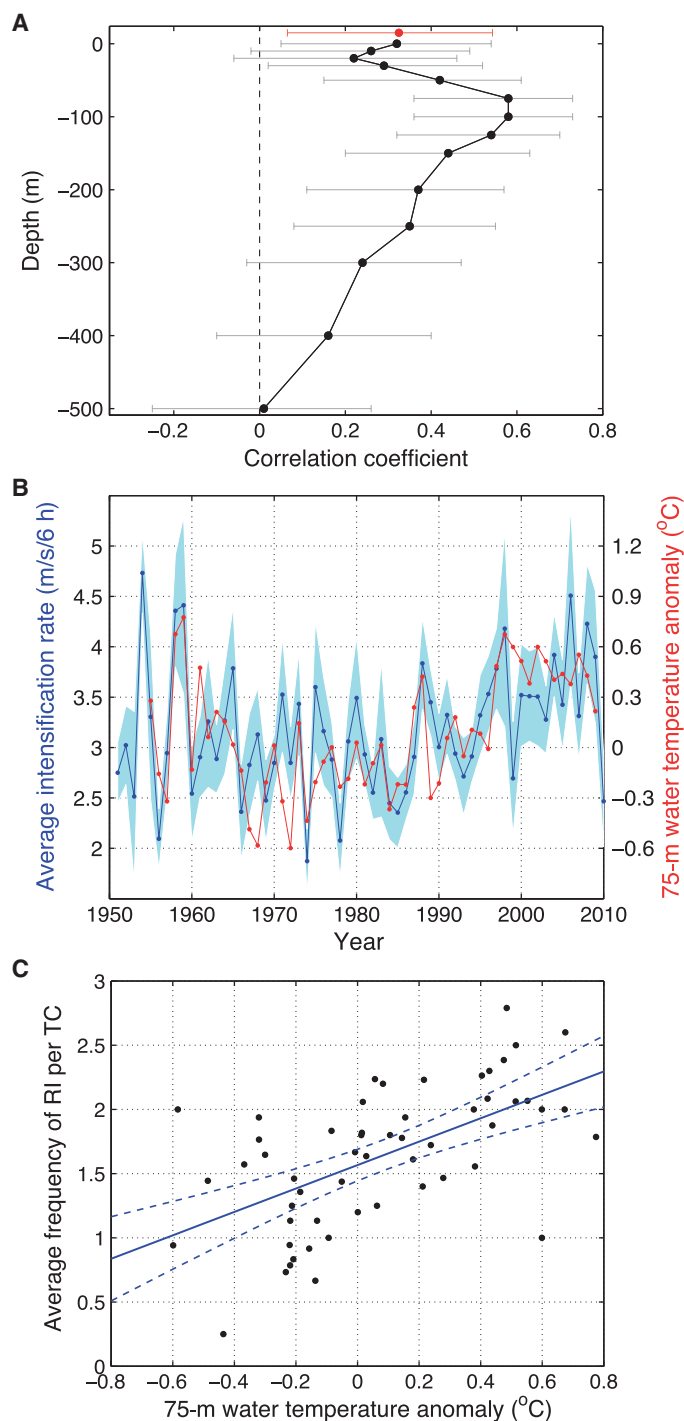 A
0
−100
−200
−300
−400
−500
Depth (m)
−0.2 0 0.2 0.4 0.6 0.8
Correlation coefficient
B
5
4.5
4
3.5
3
2.5
2
Average intensification rate (m/s/6 h)
1.2
0.9
0.6
0.3
0
−0.3
−0.6
75-m water temperature anomaly (°C)
1950 1960 1970 1980 1990 2000 2010
Year
C
3
2.5
2
1.5
1
0.5
0
Average frequency of RI per TC
−0.8 −0.6 −0.4 −0.2 0 0.2 0.4 0.6 0.8
75-m water temperature anomaly (°C)